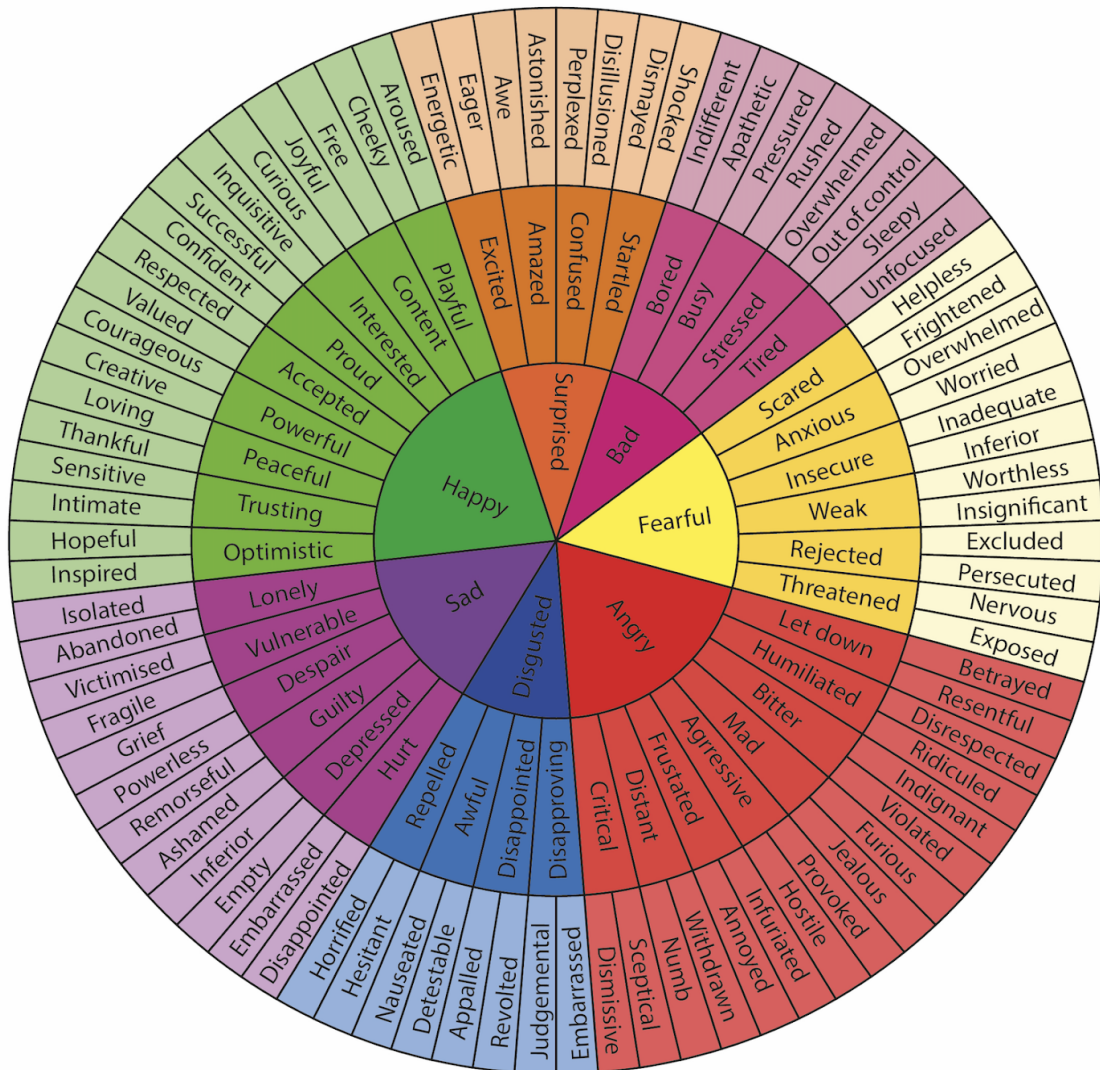 Happy
Surprised
Bad
Fearful
Angry
Disgusted
Sad
Excited
Amazed
Confused
Startled
Bored
Busy
Stressed
Tired
Scared
Anxious
Insecure
Weak
Rejected
Threatened
Let down
Humiliated
Bitter
Mad
Agrressive
Frustated
Distant
Critical
Disapproving
Disappointed
Awful
Repelled
Hurt
Depressed
Guilty
Despair
Vulnerable
Lonely
Optimistic
Trusting
Peaceful
Powerful
Accepted
Proud
Interested
Content
Playful
Energetic
Eager
Awe
Astonished
Perplexed
Disillusioned
Dismayed
Shocked
Indifferent
Apathetic
Pressured
Rushed
Overwhelmed
Out of control
Sleepy
Unfocused
Helpless
Frightened
Overwhelmed
Worried
Inadequate
Inferior
Worthless
Insignificant
Excluded
Persecuted
Nervous
Exposed
Betrayed
Resentful
Disrespected
Ridiculed
Indignant
Violated
Furious
Jealous
Provoked
Hostile
Infuriated
Annoyed
Withdrawn
Numb
Sceptical
Dismissive
Embarrassed
Judgemental
Revolted
Appalled
Detestable
Nauseated
Hesitant
Horrified
Disappointed
Embarrassed
Empty
Inferior
Ashamed
Remorseful
Powerless
Grief
Fragile
Victimised
Abandoned
Isolated
Inspired
Hopeful
Intimate
Sensitive
Thankful
Loving
Creative
Courageous
Valued
Respected
Confident
Successful
Inquisitive
Curious
Joyful
Free
Cheeky
Aroused